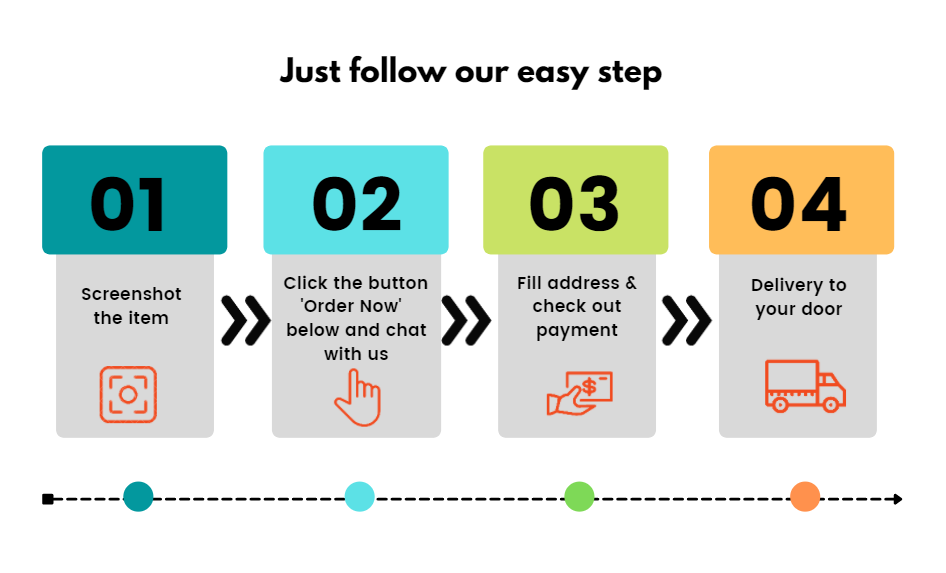 Just follow our easy step
01
Screenshot
the item
02
Click the button
'Order Now'
below and chat
with us
03
Fill address &
check out
payment
$
04
Delivery to
your door